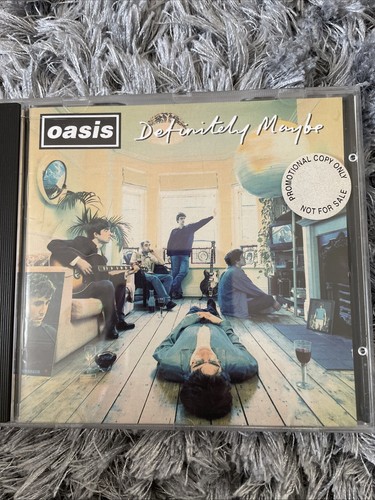 oasis
Definitely Maybe
PROMOTIONAL COPY ONLY
NOT FOR SALE